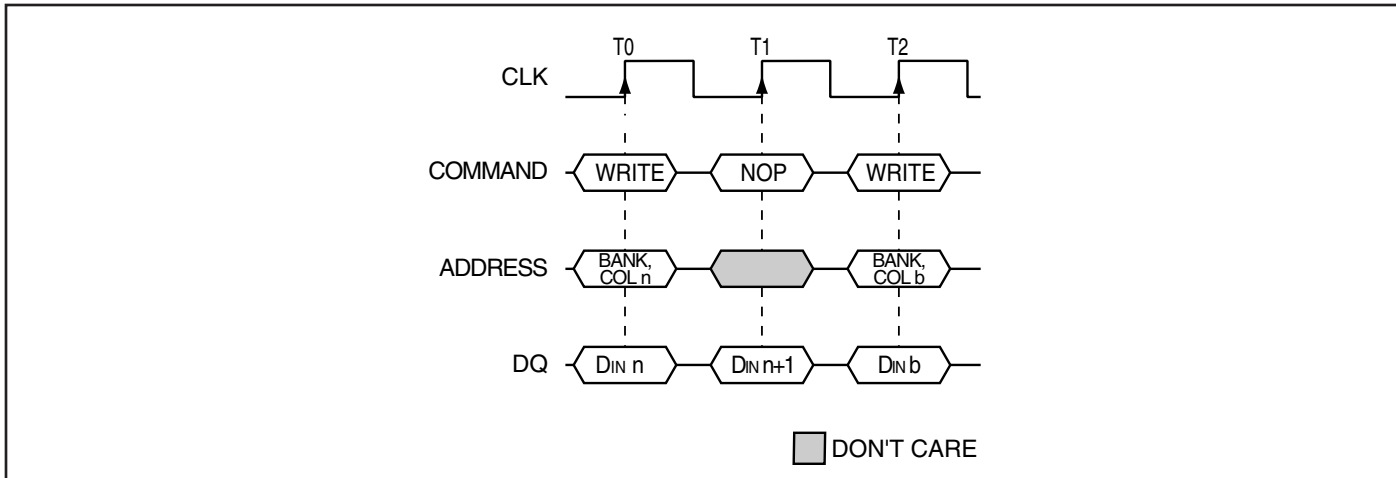 T0 T1 T2
CLK
COMMAND WRITE NOP WRITE
ADDRESS BANK, COL n BANK, COL b
DQ DIN n DIN n+1 DIN b
DON'T CARE